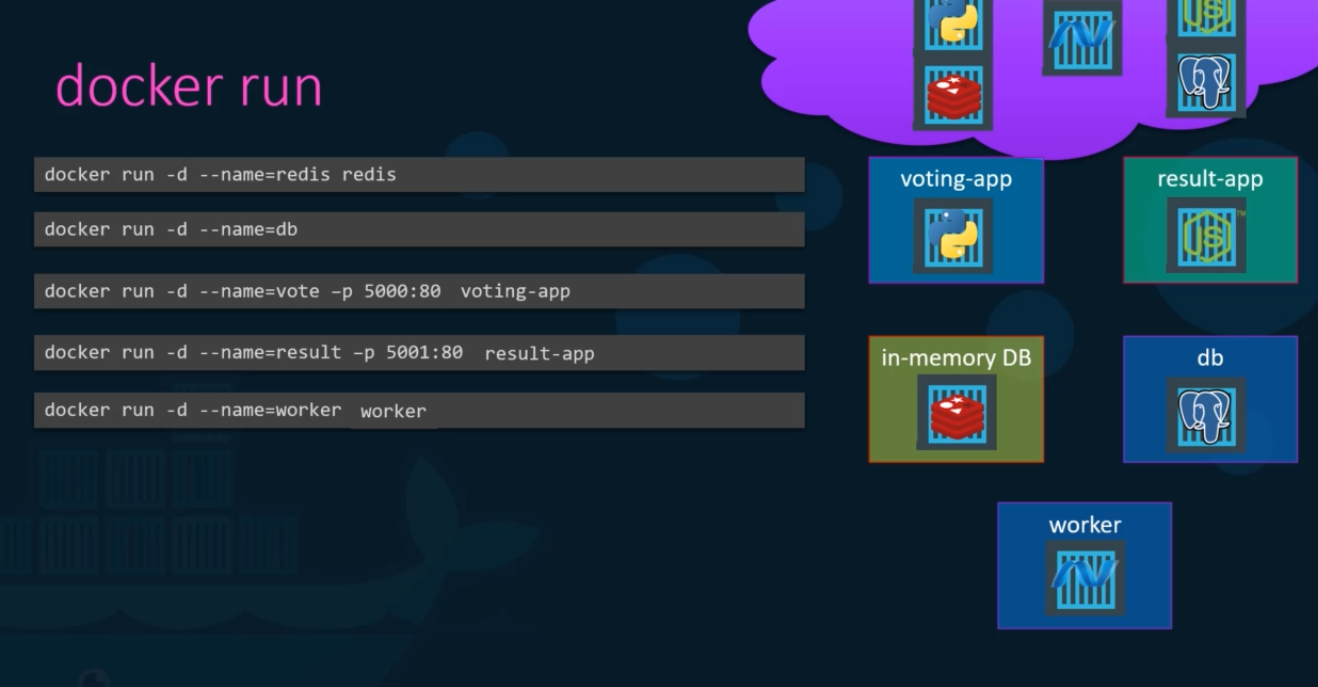 docker run
docker run -d --name=redis redis
docker run -d --name=db
docker run -d --name=vote –p 5000:80 voting-app
docker run -d --name=result –p 5001:80 result-app
docker run -d --name=worker worker
JS
voting-app
result-app
JS™
in-memory DB
db
worker